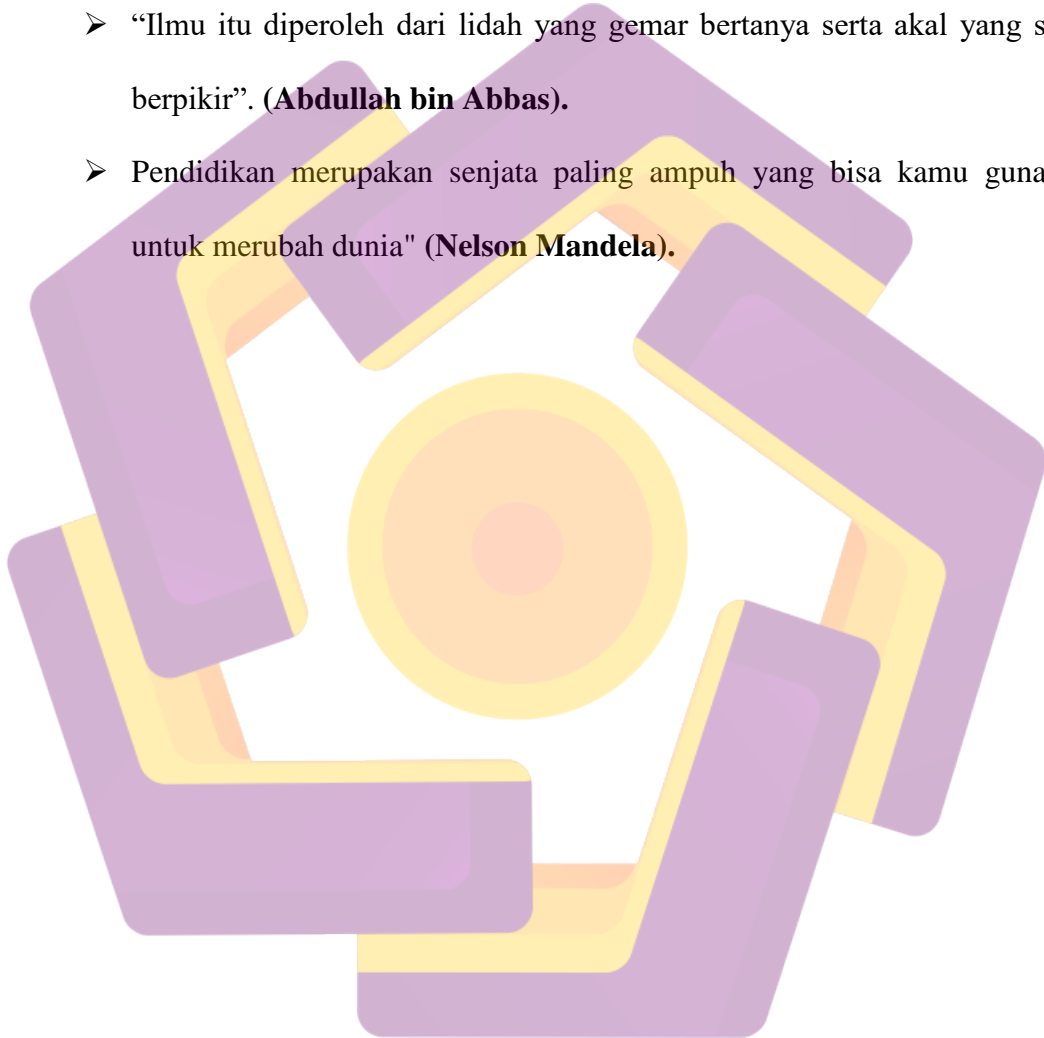 ➢ “Ilmu itu diperoleh dari lidah yang gemar bertanya serta akal yang
berpikir”. (Abdullah bin Abbas).
➢ Pendidikan merupakan senjata paling ampuh yang bisa kamu
untuk merubah dunia" (Nelson Mandela).